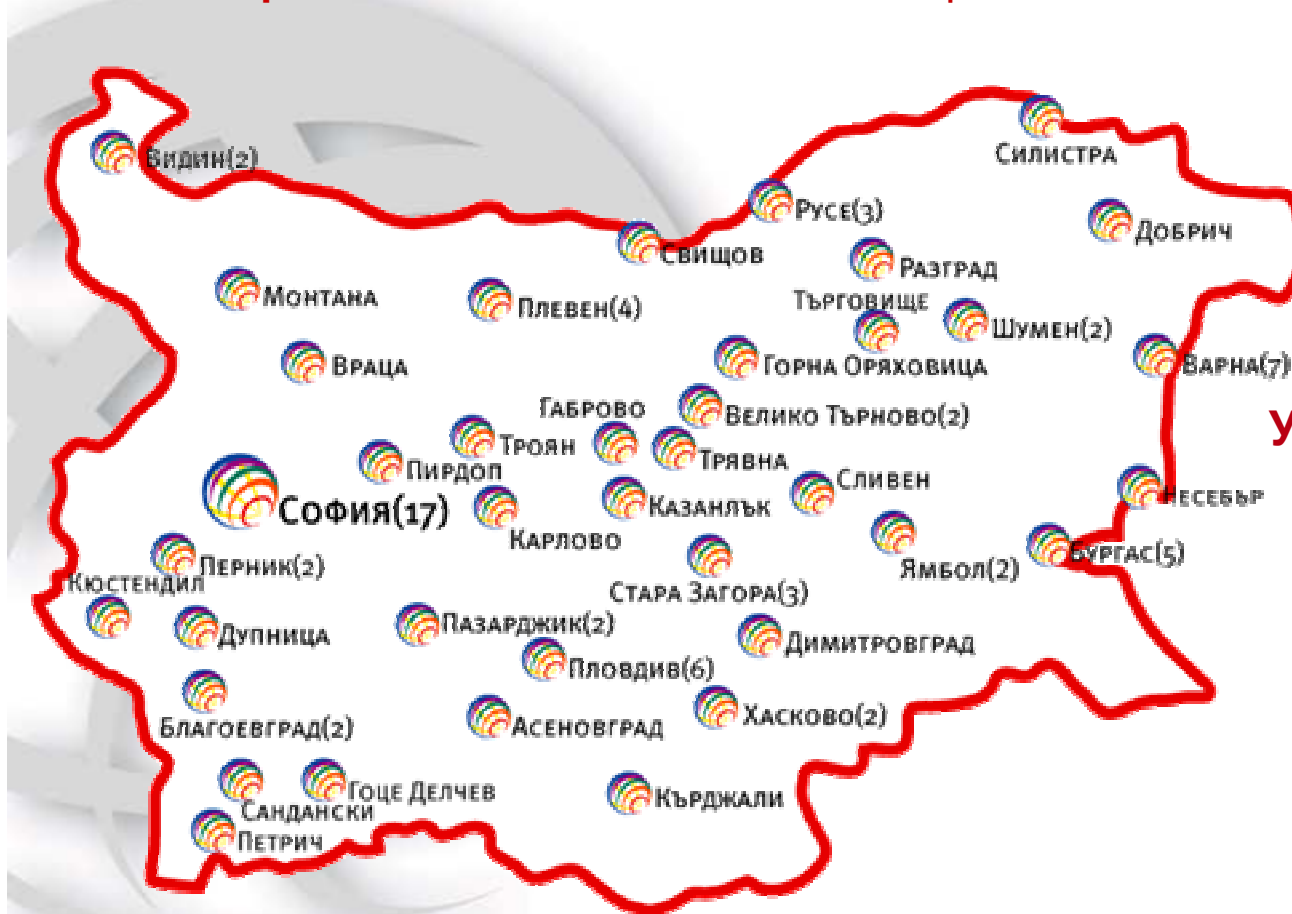 Силистра
Видин(2)
Русе(3)
Добрич
Свищов
Разград
Монтана
Плевен(4)
Търговище
Шумен(2)
Враца
Горна Оряховица
Варна(7)
Габрово
Велико Търново(2)
У
Троян
Трявна
Пирдоп
Сливен
София(17)
Казанлък
Несебър
Карлово
Перник(2)
Ямбол(2)
Бургас(5)
Кюстендил
Стара Загора(3)
Дупница
Пазарджик(2)
Димитровград
Пловдив(6)
Благоевград(2)
Асеновград
Хасково(2)
Гоце Делчев
Кърджали
Сандански
Петрич